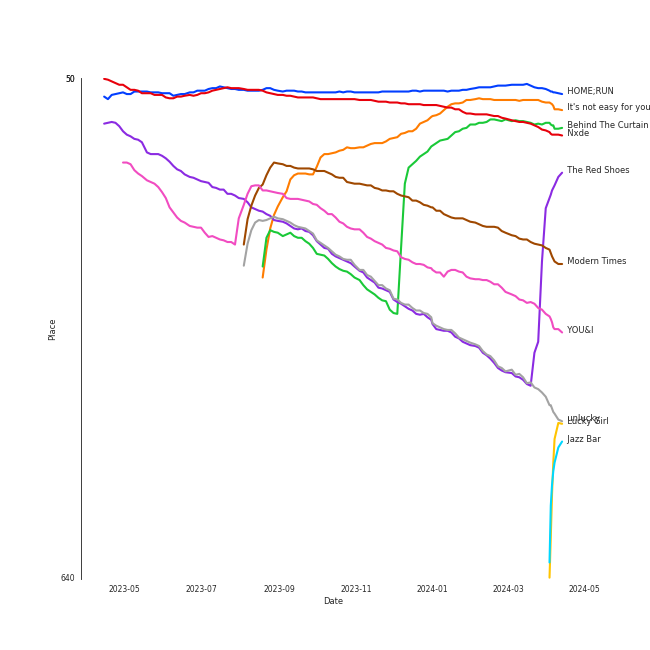 50
HOME;RUN
It's not easy for you
Behind The Curtain
Nxde
The Red Shoes
Modern Times
Place
YOU&I
unlucky
Lucky Girl
Jazz Bar
640
2023-05 2023-07 2023-09 2023-11 2024-01 2024-03 2024-05
Date